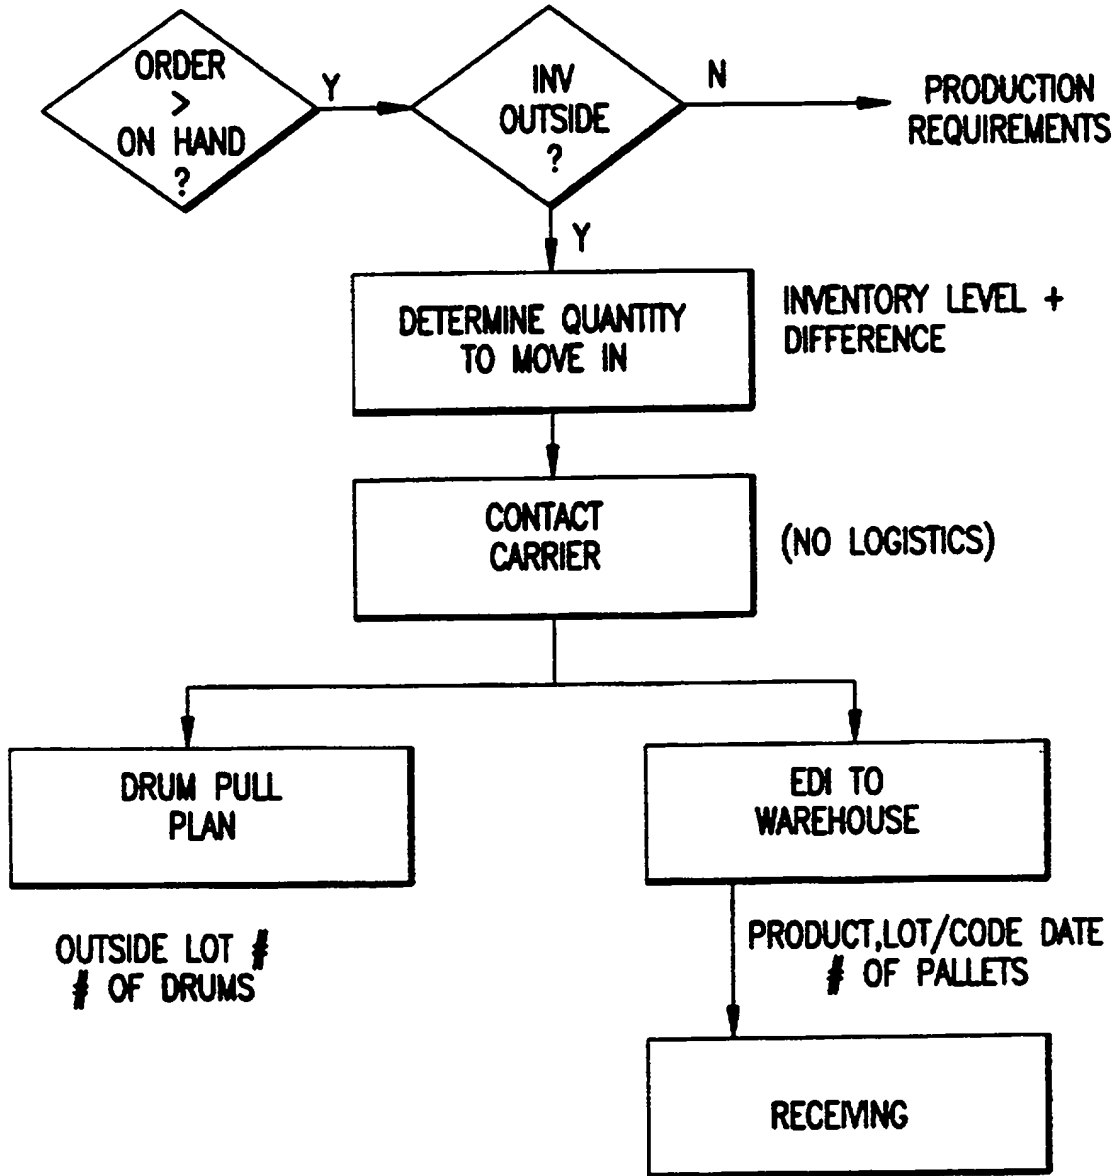 ORDER
>
ON HAND
?
Y
INV
OUTSIDE
?
N
PRODUCTION
REQUIREMENTS
Y
DETERMINE QUANTITY
TO MOVE IN
INVENTORY LEVEL +
DIFFERENCE
CONTACT
CARRIER
(NO LOGISTICS)
DRUM PULL
PLAN
EDI TO
WAREHOUSE
OUTSIDE LOT #
# OF DRUMS
PRODUCT,LOT/CODE DATE
# OF PALLETS
RECEIVING